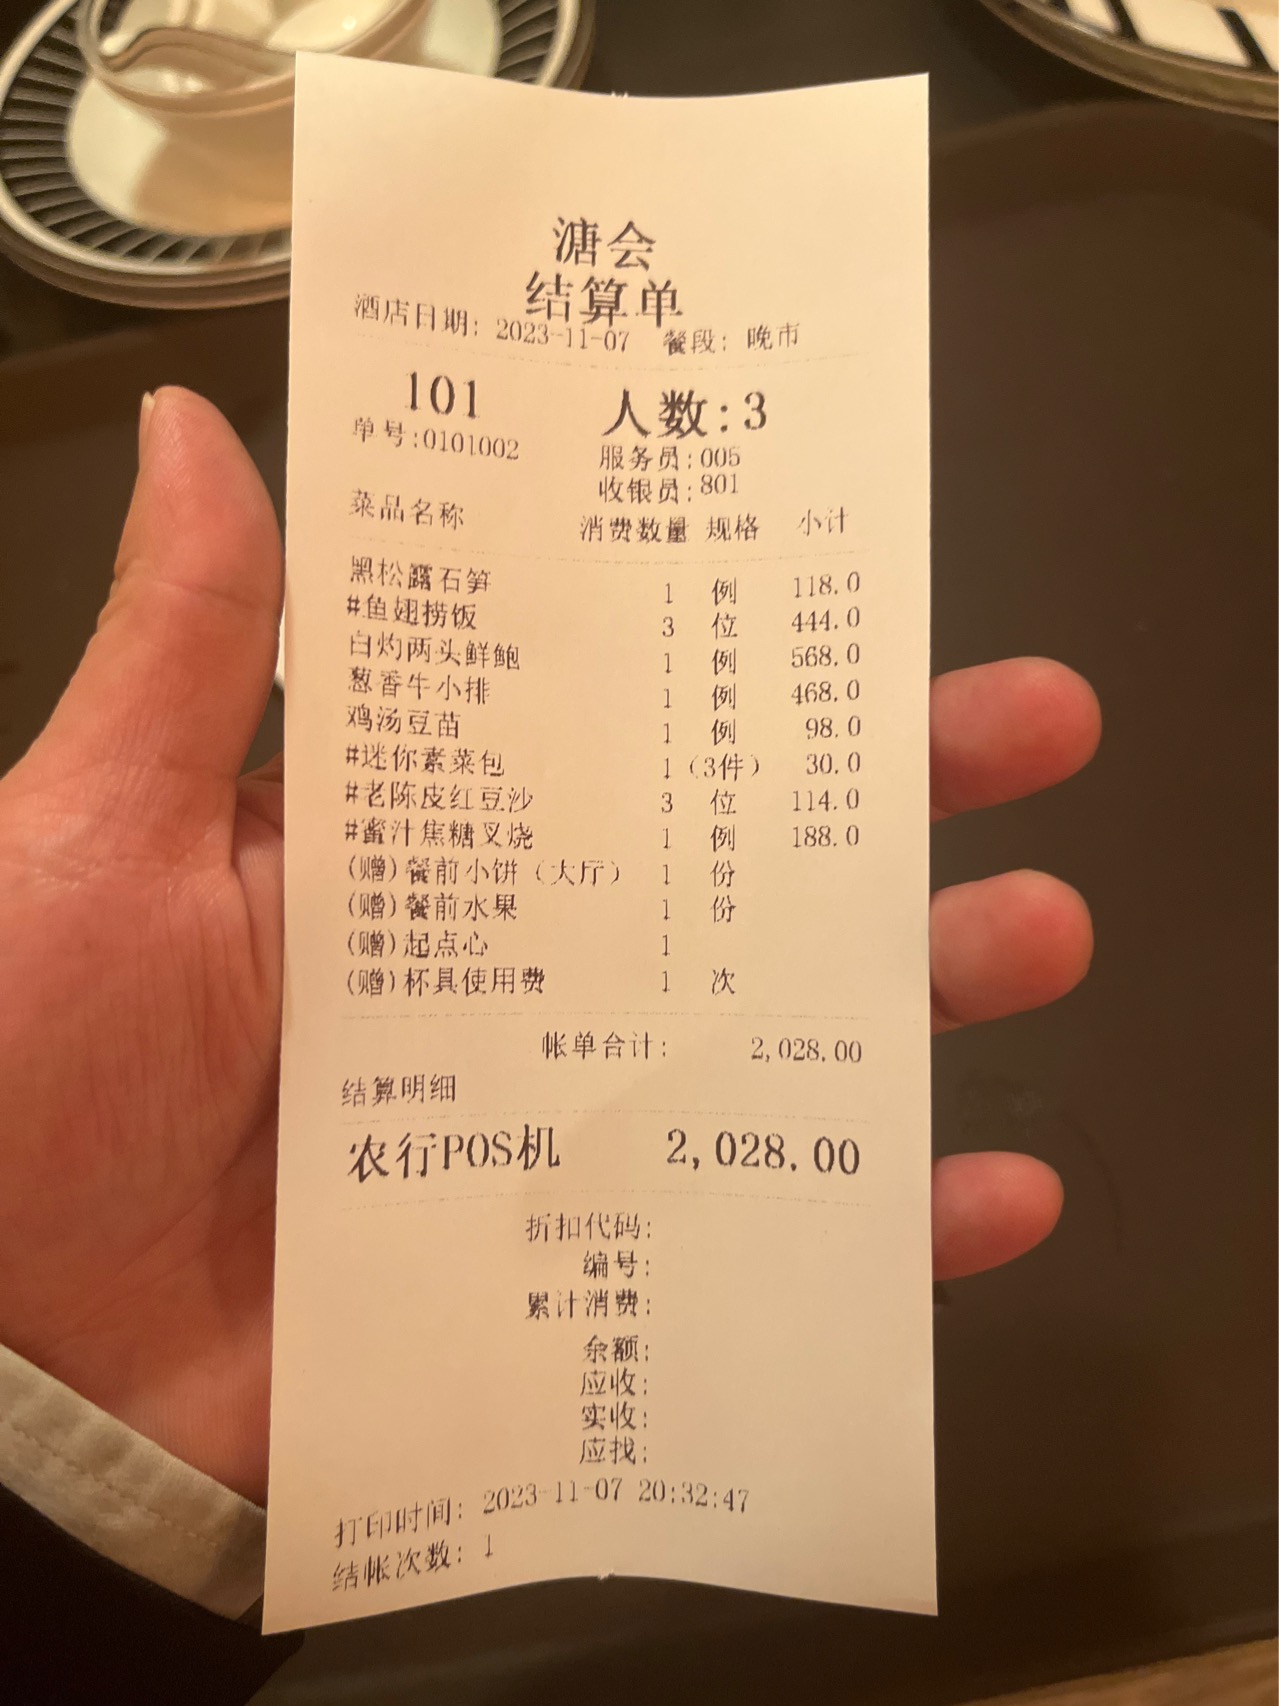 溏会
结算单
酒店日期: 2023-11-07 餐段: 晚市
101 人数:3
单号:0101002 服务员:005
收银员:801
菜品名称 消费数量 规格 小计
黑松露石笋 1 例 118.0
#鱼翅捞饭 3 位 444.0
白灼两头鲜鲍 1 例 568.0
葱香牛小排 1 例 468.0
鸡汤豆苗 1 例 98.0
#迷你素菜包 1 (3件) 30.0
#老陈皮红豆沙 3 位 114.0
#蜜汁焦糖叉烧 1 例 188.0
(赠)餐前小饼(大厅) 1 份
(赠)餐前水果 1 份
(赠)起点心 1
(赠)杯具使用费 1 次
帐单合计: 2,028.00
结算明细
农行POS机 2,028.00
折扣代码:
编号:
累计消费:
余额:
应收:
实收:
应找:
打印时间: 2023-11-07 20:32:47
结帐次数: 1